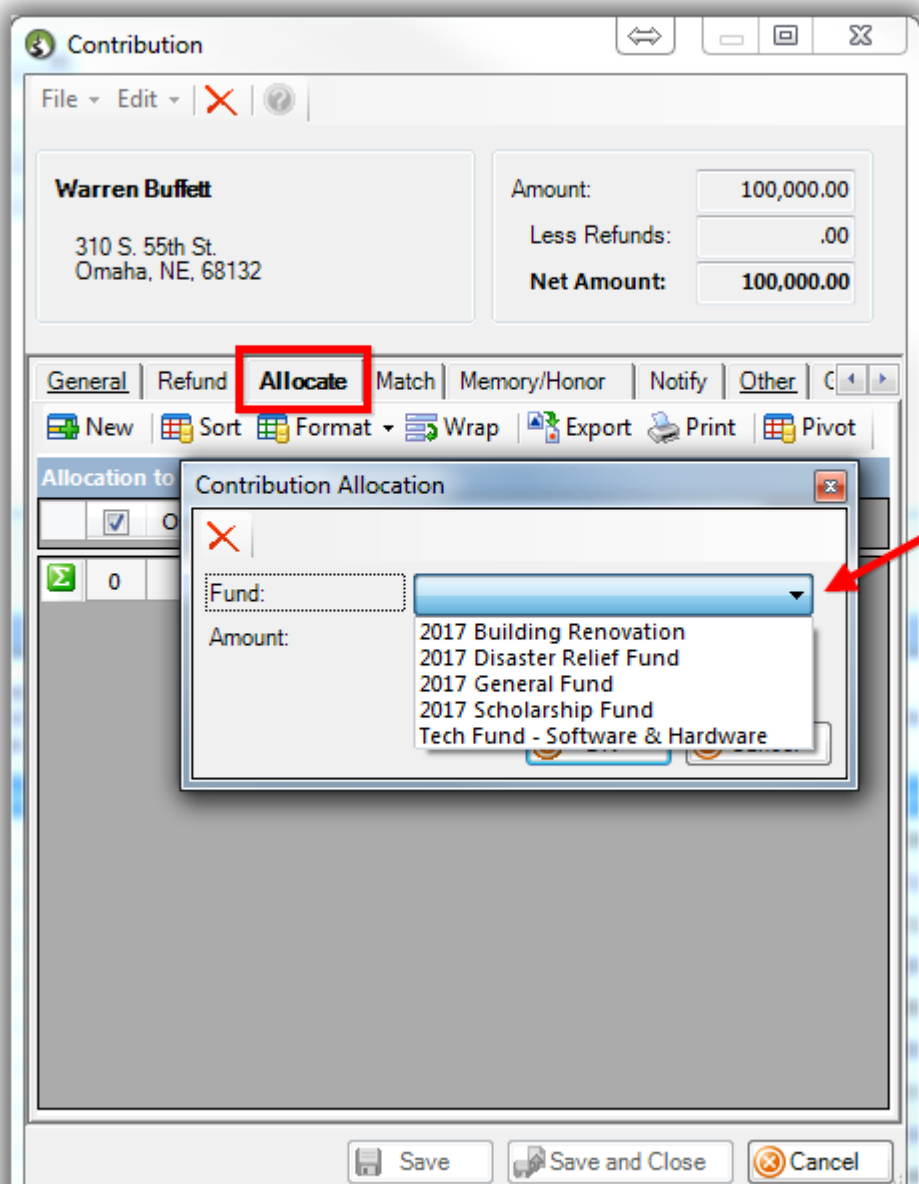 Contribution
File Edit
Warren Buffett
310 S. 55th St.
Omaha, NE, 68132
Amount: 100,000.00
Less Refunds: .00
Net Amount: 100,000.00
General Refund Allocate Match Memory/Honor Notify Other
New Sort Format Wrap Export Print Pivot
Allocation to
Contribution Allocation
Σ 0
Fund:
Amount:
2017 Building Renovation
2017 Disaster Relief Fund
2017 General Fund
2017 Scholarship Fund
Tech Fund - Software & Hardware
Save Save and Close Cancel